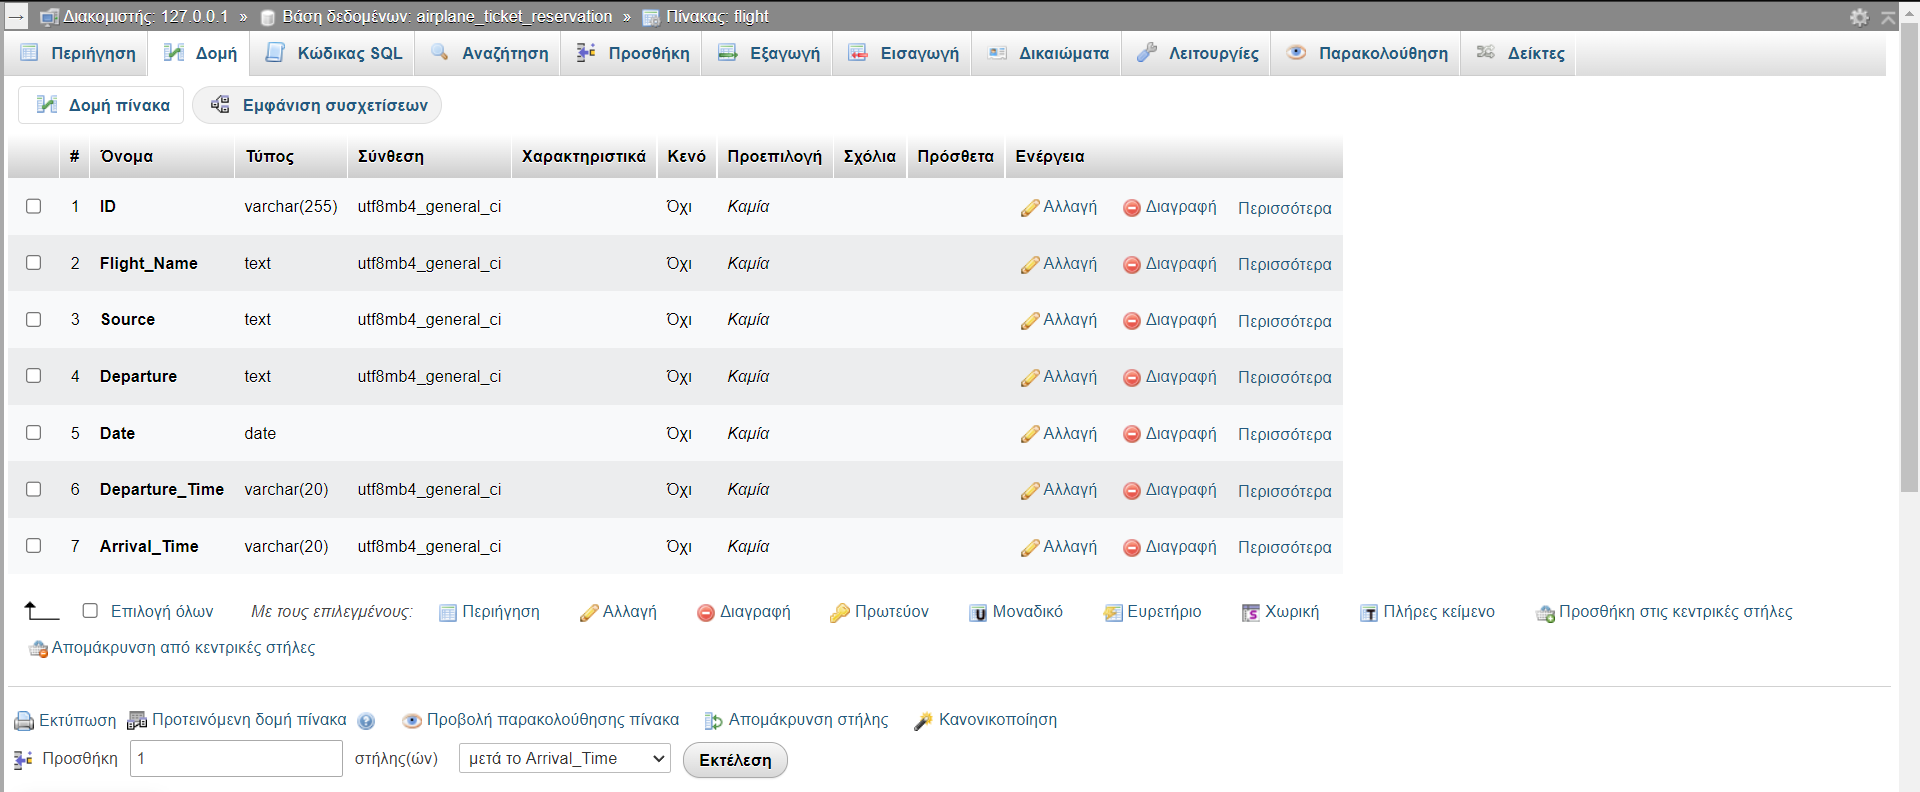 Διακομιστής: 127.0.0.1 » Βάση δεδομένων: airplane_ticket_reservation » Πίνακας: flight
Περιήγηση Δομή Κώδικας SQL Αναζήτηση Προσθήκη Εξαγωγή Εισαγωγή Δικαιώματα Λειτουργίες Παρακολούθηση Δείκτες
Δομή πίνακα Εμφάνιση συσχετίσεων
# Όνομα Τύπος Σύνθεση Χαρακτηριστικά Κενό Προεπιλογή Σχόλια Πρόσθετα Ενέργεια
1 ID varchar(255) utf8mb4_general_ci Όχι Καμία Αλλαγή Διαγραφή Περισσότερα
2 Flight_Name text utf8mb4_general_ci Όχι Καμία Αλλαγή Διαγραφή Περισσότερα
3 Source text utf8mb4_general_ci Όχι Καμία Αλλαγή Διαγραφή Περισσότερα
4 Departure text utf8mb4_general_ci Όχι Καμία Αλλαγή Διαγραφή Περισσότερα
5 Date date Όχι Καμία Αλλαγή Διαγραφή Περισσότερα
6 Departure_Time varchar(20) utf8mb4_general_ci Όχι Καμία Αλλαγή Διαγραφή Περισσότερα
7 Arrival_Time varchar(20) utf8mb4_general_ci Όχι Καμία Αλλαγή Διαγραφή Περισσότερα
Επιλογή όλων Με τους επιλεγμένους: Περιήγηση Αλλαγή Διαγραφή Πρωτεύον Μοναδικό Ευρετήριο Χωρική Πλήρες κείμενο Προσθήκη στις κεντρικές στήλες
Απομάκρυνση από κεντρικές στήλες
Εκτύπωση Προτεινόμενη δομή πίνακα Προβολή παρακολούθησης πίνακα Απομάκρυνση στήλης Κανονικοποίηση
Προσθήκη 1 στήλης(ών) μετά το Arrival_Time Εκτέλεση